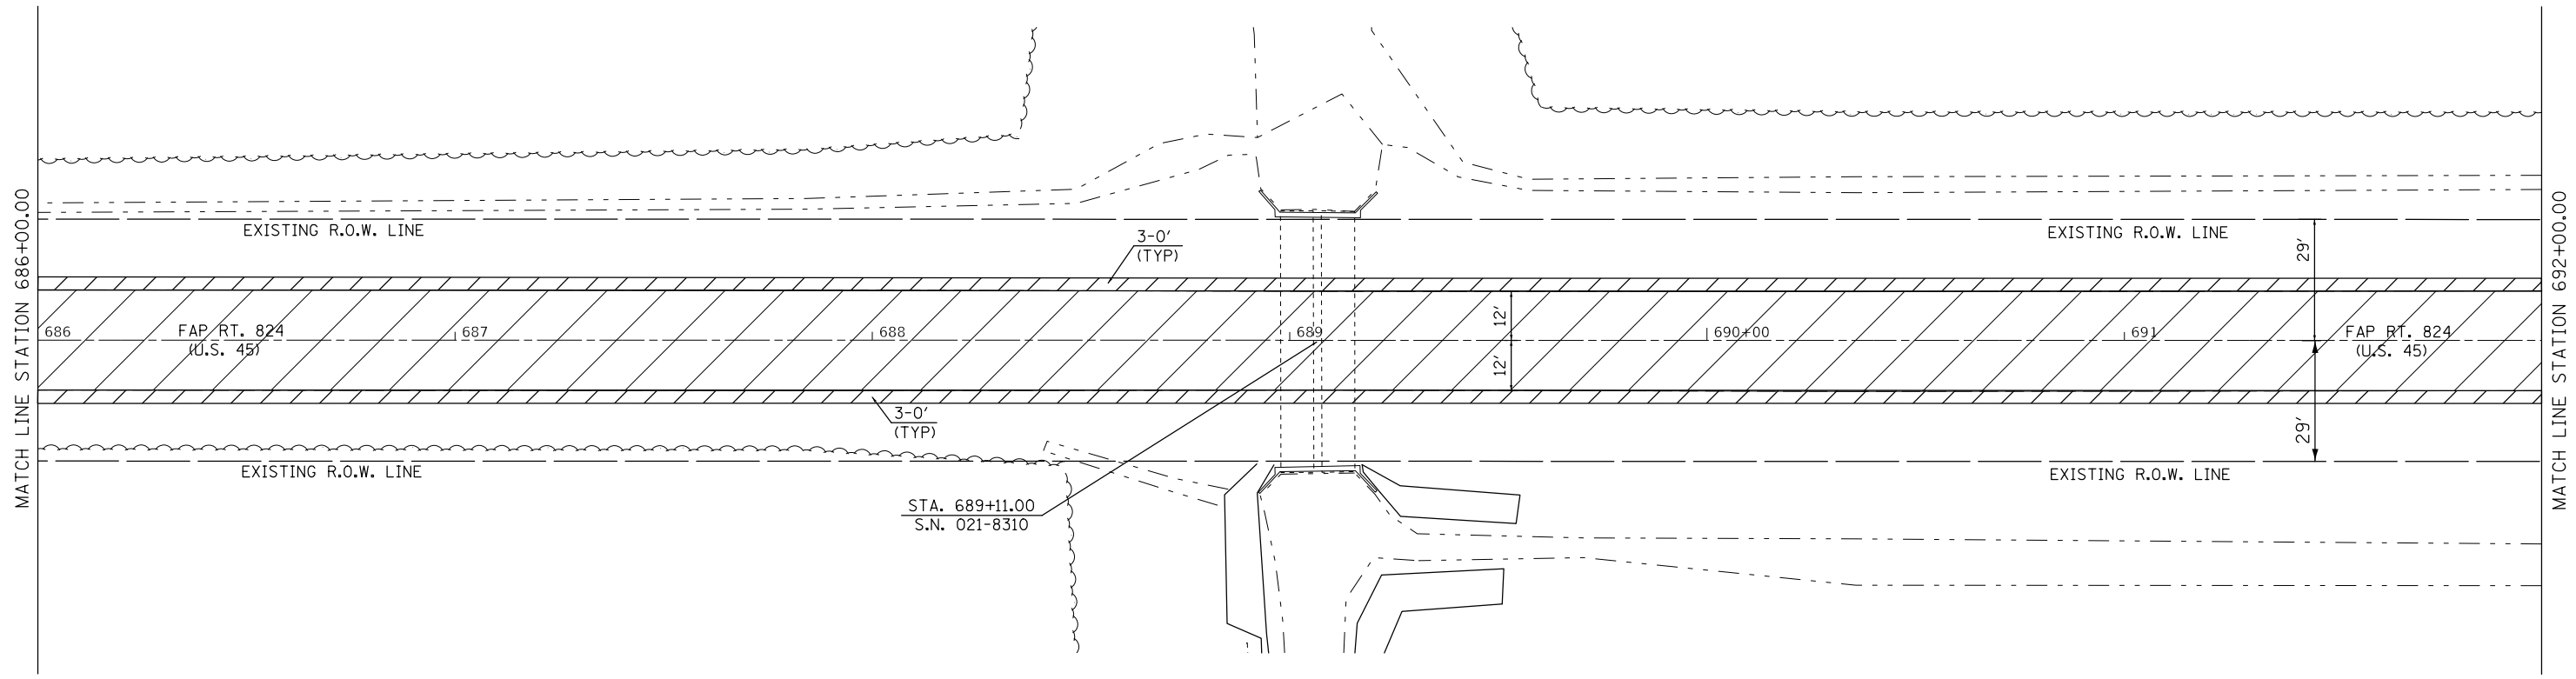 MATCH LINE STATION 686+00.00
EXISTING R.O.W. LINE
3-0'
(TYP)
EXISTING R.O.W. LINE
29'
12'
686
FAP RT. 824
(U.S. 45)
687
688
689
690+00
691
FAP RT. 824
(U.S. 45)
12'
3-0'
(TYP)
29'
EXISTING R.O.W. LINE
EXISTING R.O.W. LINE
STA. 689+11.00
S.N. 021-8310
MATCH LINE STATION 692+00.00